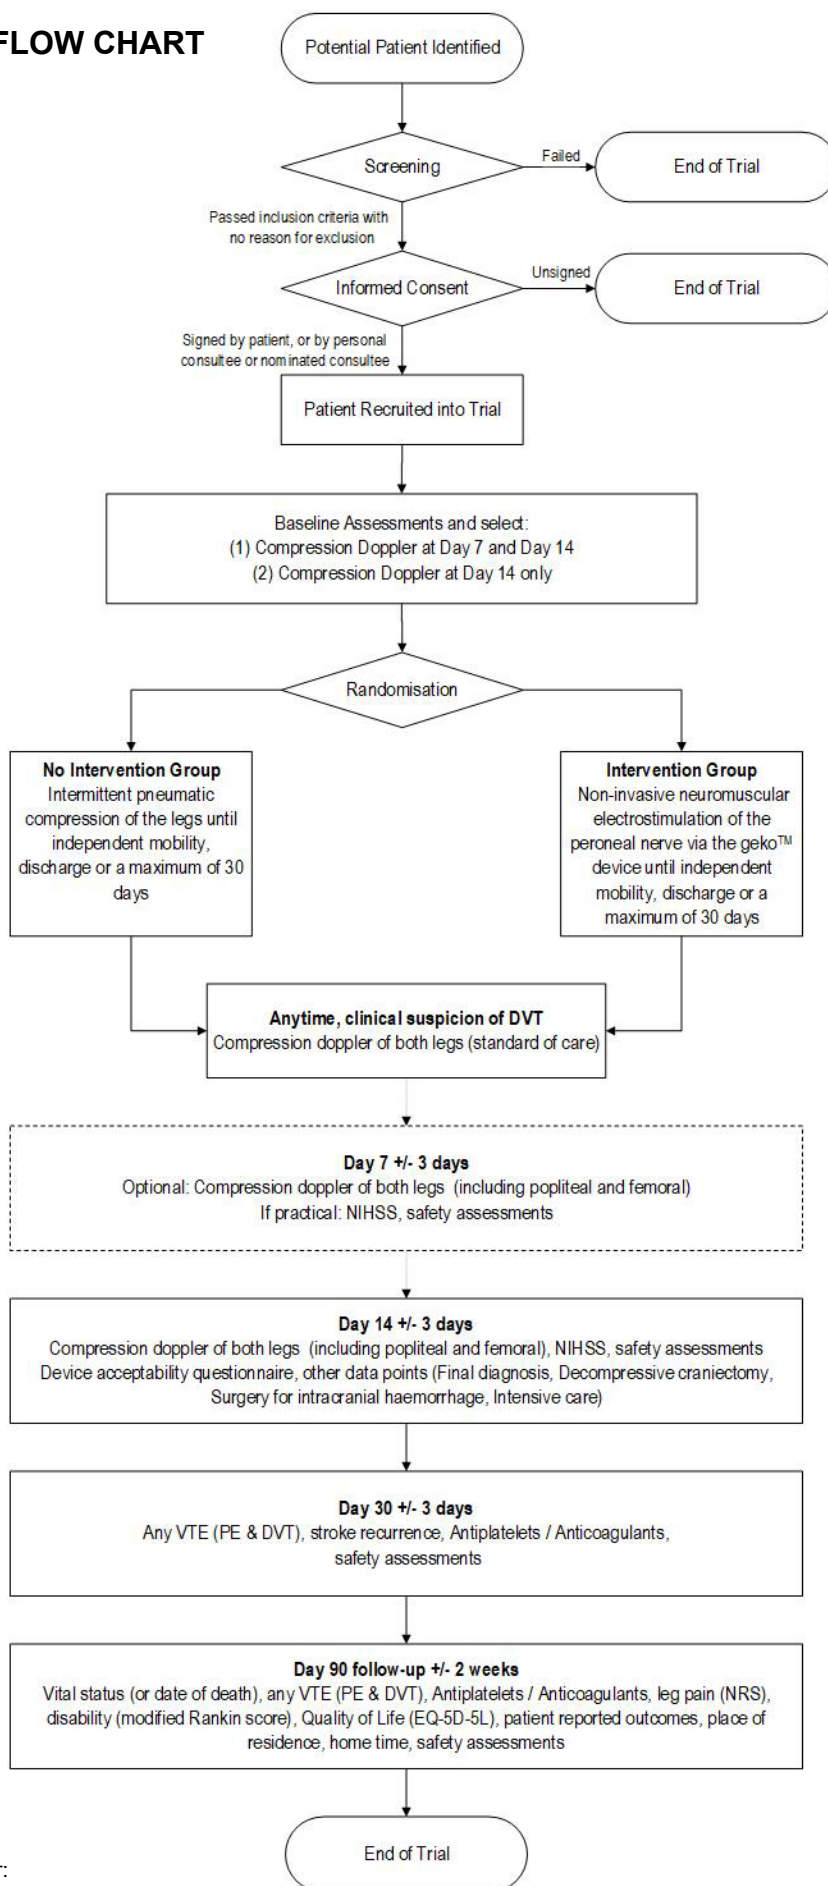 FLOW CHART
Potential Patient Identified
Screening
Failed
End of Trial
Passed inclusion criteria with
no reason for exclusion
Informed Consent
Unsigned
End of Trial
Signed by patient, or by personal
consultee or nominated consultee
Patient Recruited into Trial
Baseline Assessments and select:
(1) Compression Doppler at Day 7 and Day 14
(2) Compression Doppler at Day 14 only
Randomisation
No Intervention Group
Intermittent pneumatic
compression of the legs until
independent mobility,
discharge or a maximum of 30
days
Intervention Group
Non-invasive neuromuscular
electrostimulation of the
peroneal nerve via the geko™
device until independent
mobility, discharge or a
maximum of 30 days
Anytime, clinical suspicion of DVT
Compression doppler of both legs (standard of care)
Day 7 +/- 3 days
Optional: Compression doppler of both legs (including popliteal and femoral)
If practical: NIHSS, safety assessments
Day 14 +/- 3 days
Compression doppler of both legs (including popliteal and femoral), NIHSS, safety assessments
Device acceptability questionnaire, other data points (Final diagnosis, Decompressive craniectomy,
Surgery for intracranial haemorrhage, Intensive care)
Day 30 +/- 3 days
Any VTE (PE & DVT), stroke recurrence, Antiplatelets / Anticoagulants,
safety assessments
Day 90 follow-up +/- 2 weeks
Vital status (or date of death), any VTE (PE & DVT), Antiplatelets / Anticoagulants, leg pain (NRS),
disability (modified Rankin score), Quality of Life (EQ-5D-5L), patient reported outcomes, place of
residence, home time, safety assessments
End of Trial